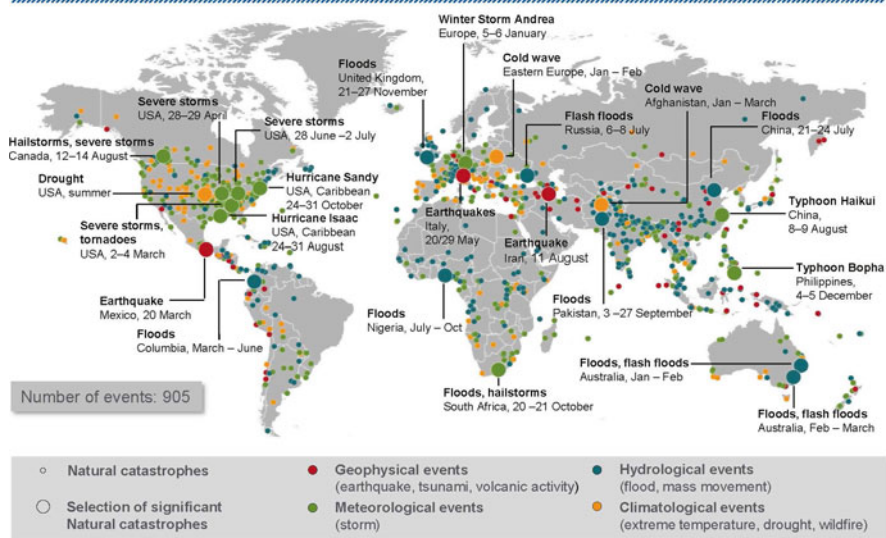 Winter Storm Andrea
Europe, 5–6 January
Floods
United Kingdom,
21–27 November
Cold wave
Eastern Europe, Jan – Feb
Cold wave
Afghanistan, Jan – March
Severe storms
USA, 28–29 April
Severe storms
USA, 28 June –2 July
Flash floods
Russia, 6–8 July
Floods
China, 21–24 July
Hailstorms, severe storms
Canada, 12–14 August
Drought
USA, summer
Hurricane Sandy
USA, Caribbean
24–31 October
Hurricane Isaac
USA, Caribbean
24–31 August
Severe storms,
tornadoes
USA, 2–4 March
Earthquakes
Italy,
20/29 May
Earthquake
Iran, 11 August
Typhoon Haikui
China,
8–9 August
Typhoon Bopha
Philippines,
4–5 December
Earthquake
Mexico, 20 March
Floods
Columbia, March – June
Floods
Nigeria, July – Oct
Floods
Pakistan, 3 –27 September
Floods, flash floods
Australia, Jan – Feb
Floods, hailstorms
South Africa, 20 –21 October
Floods, flash floods
Australia, Feb – March
Number of events: 905
Natural catastrophes
Selection of significant
Natural catastrophes
Geophysical events
(earthquake, tsunami, volcanic activity)
Meteorological events
(storm)
Hydrological events
(flood, mass movement)
Climatological events
(extreme temperature, drought, wildfire)